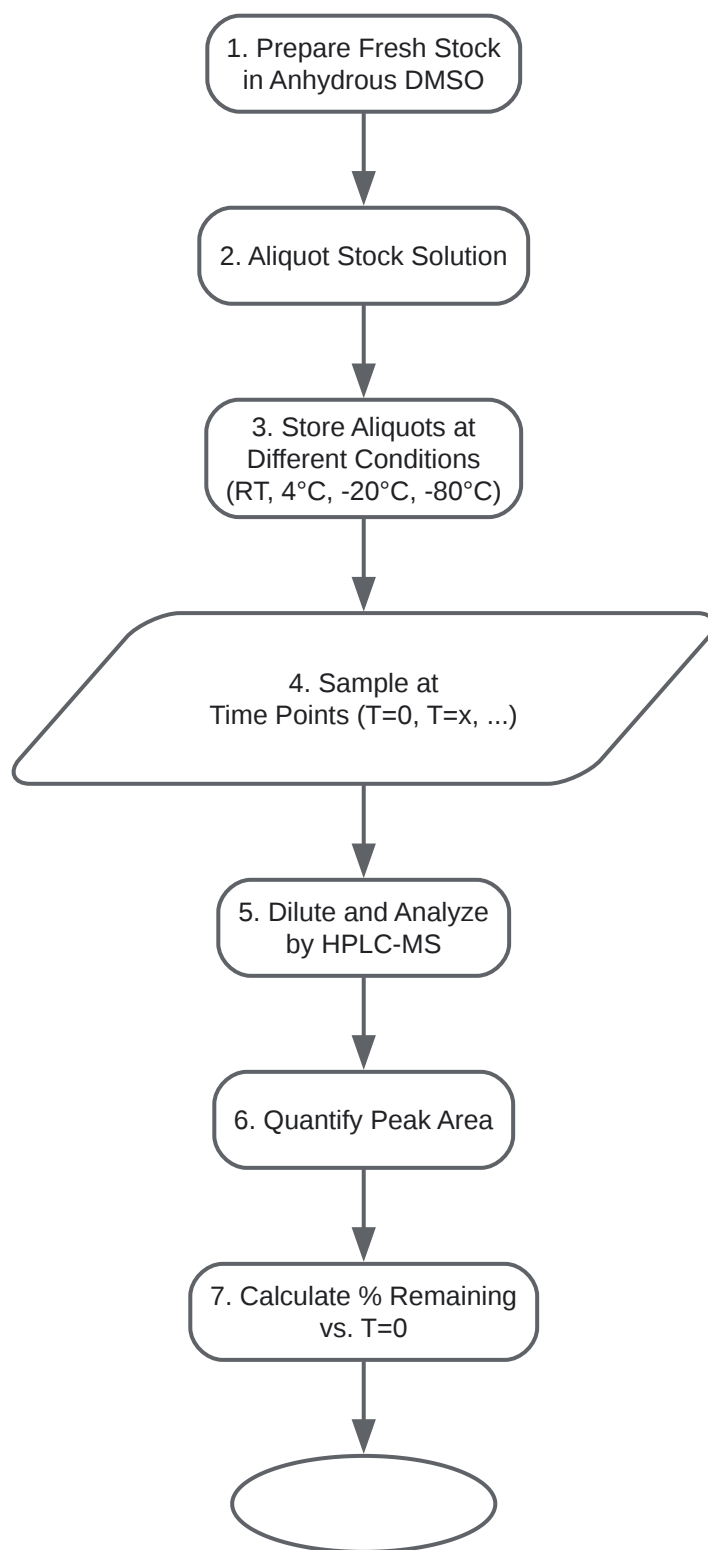 1. Prepare Fresh Stock
in Anhydrous DMSO
2. Aliquot Stock Solution
3. Store Aliquots at
Different Conditions
(RT, 4°C, -20°C, -80°C)
4. Sample at
Time Points (T=0, T=x, ...)
5. Dilute and Analyze
by HPLC-MS
6. Quantify Peak Area
7. Calculate % Remaining
vs. T=0